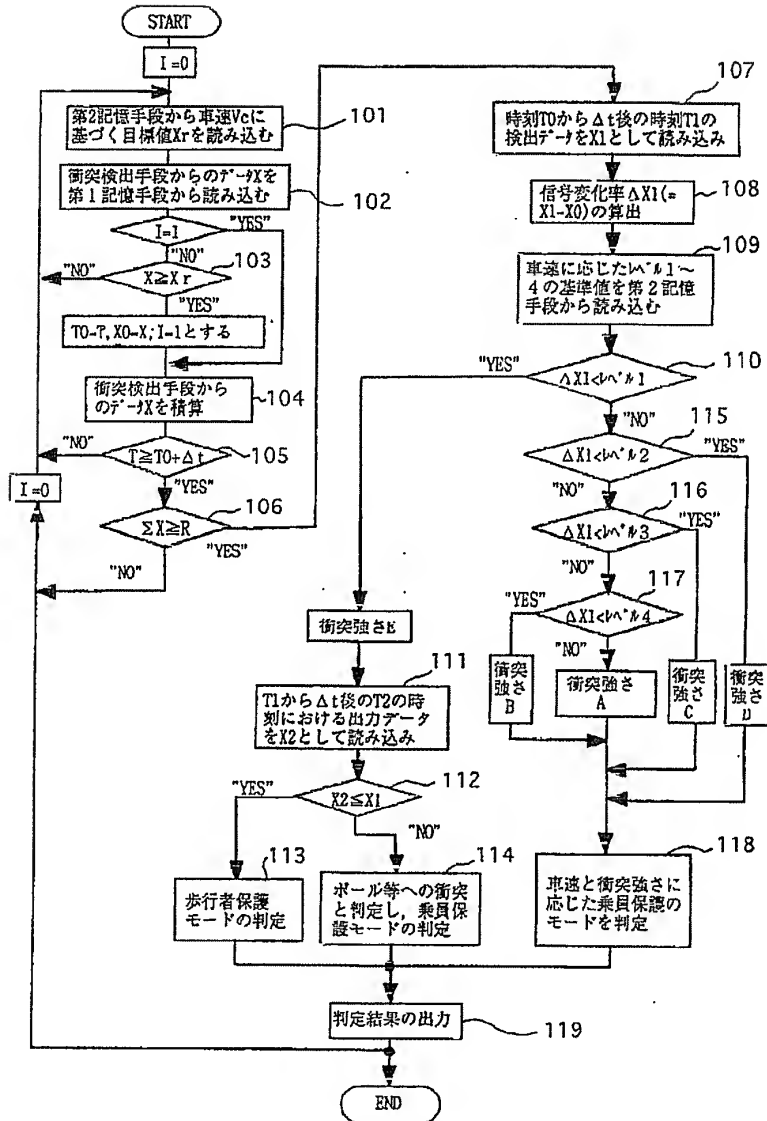 START
I=0
第2記憶手段から車速Vcに
基づく目標値Xrを読み込む
101
衝突検出手段からのデータXを
第1記憶手段から読み込む
102
I=1
"YES"
"NO"
X≧Xr
103
"NO"
"YES"
T0=T,X0=X;I=1とする
衝突検出手段から
のデータXを積算
104
T≧T0+Δt
105
"NO"
"YES"
I=0
ΣX≧R
106
"YES"
"NO"
107
時刻T0からΔt後の時刻T1の
検出データをX1として読み込み
信号変化率ΔX1(=
X1-X0)の算出
108
109
車速に応じたレベル1~
4の基準値を第2記憶
手段から読み込む
110
"YES"
ΔX1<レベル1
"NO"
115
ΔX1<レベル2
"YES"
"NO"
116
ΔX1<レベル3
"YES"
"NO"
117
"YES"
ΔX1<レベル4
"NO"
衝突
強さ
B
衝突強さ
A
衝突
強さ
C
衝突
強さ
D
衝突強さE
111
T1からΔt後のT2の時
刻における出力データ
をX2として読み込み
112
"YES"
X2≦X1
"NO"
113
歩行者保護
モードの判定
114
ポール等への衝突
と判定し,乗員保
護モードの判定
118
車速と衝突強さに
応じた乗員保護の
モードを判定
判定結果の出力
119
END